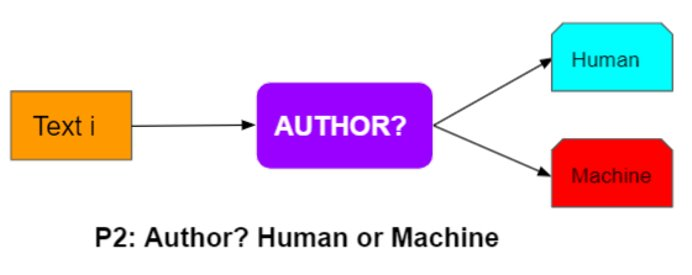 Text i
AUTHOR?
Human
Machine
P2: Author? Human or Machine